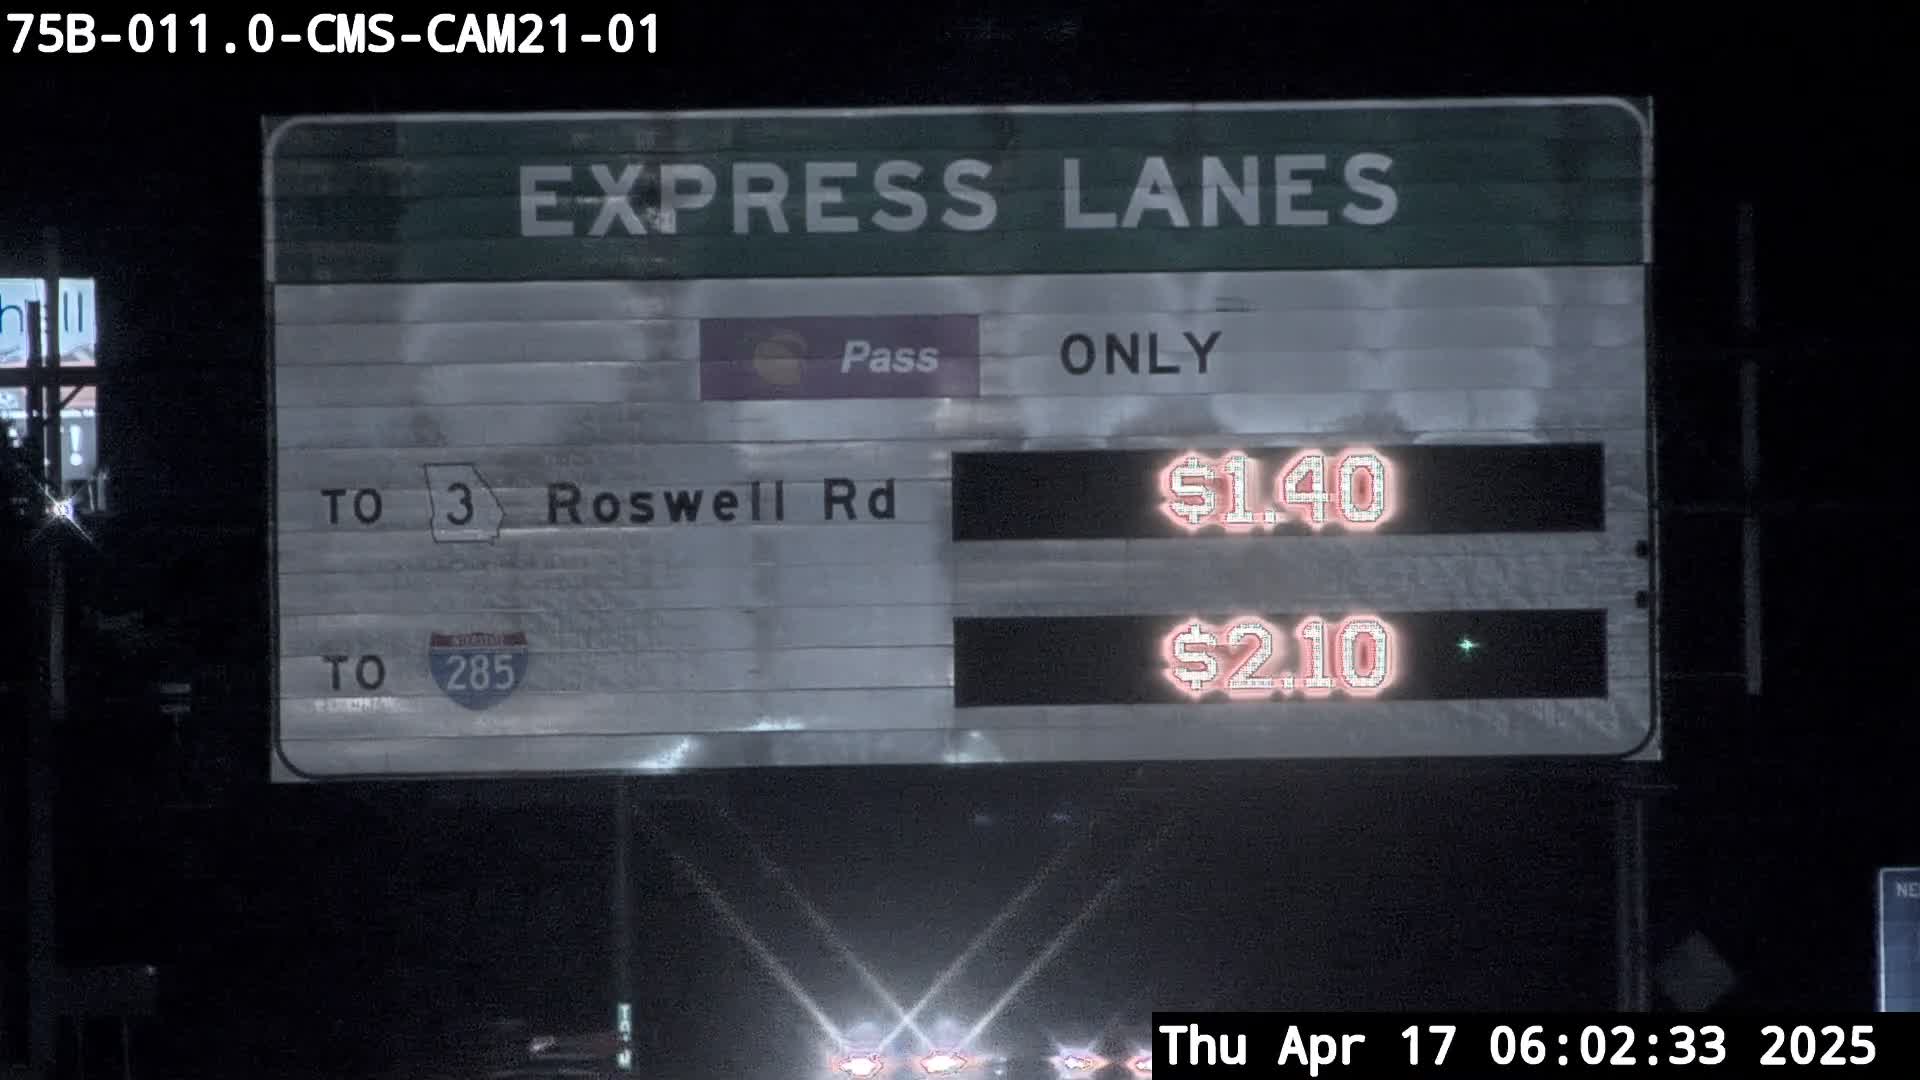 75B-011.0-CMS-CAM21-01
EXPRESS LANES
Pass ONLY
TO 3 Roswell Rd $1.40
TO 285 $2.10
Thu Apr 17 06:02:33 2025